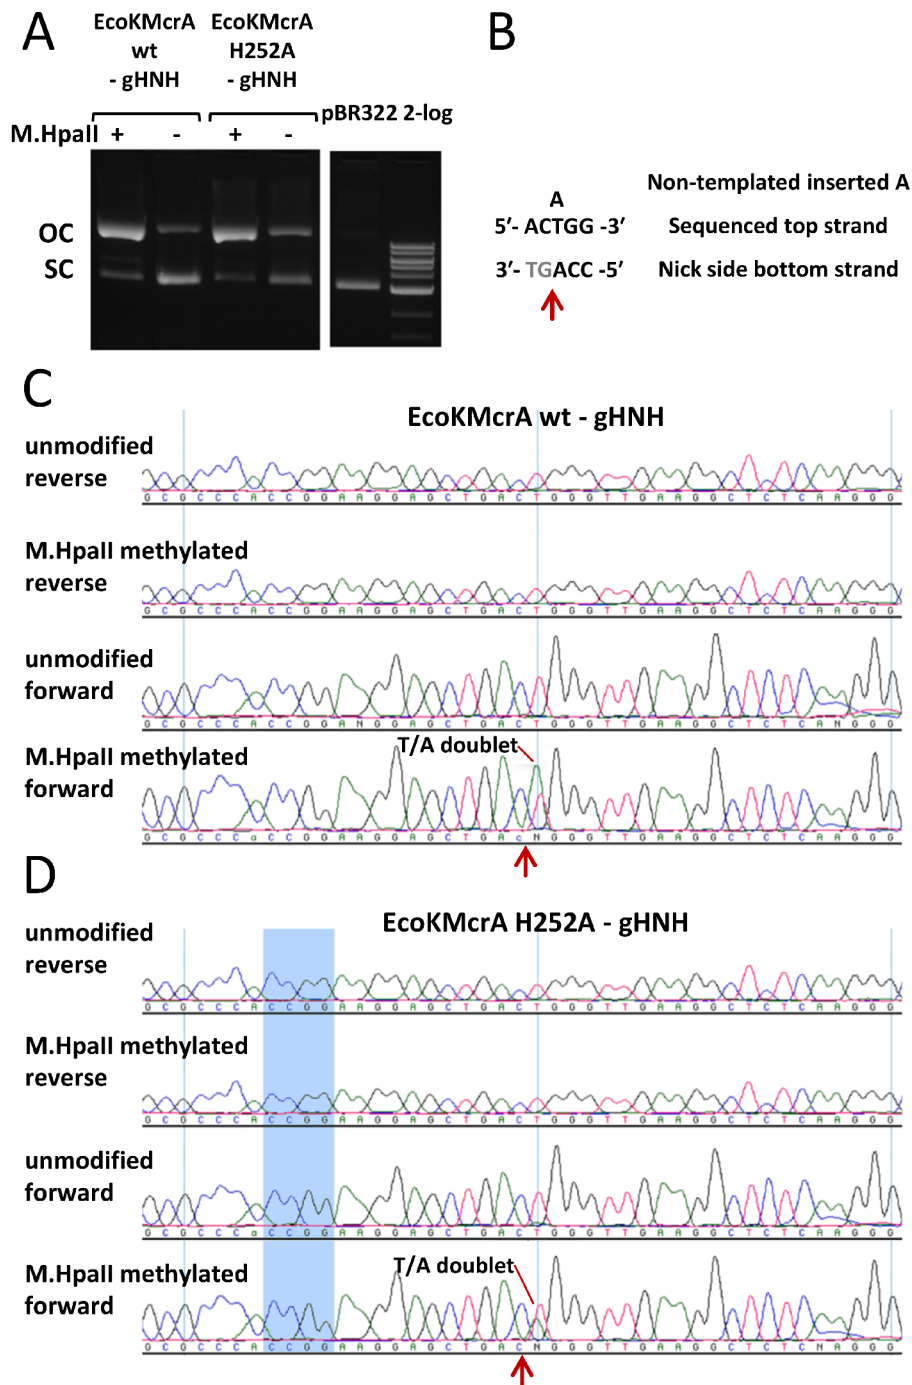 A
EcoKMcrA
wt
- gHNH
EcoKMcrA
H252A
- gHNH
pBR322 2-log
M.HpaII + - + -
OC
SC
B
Non-templated inserted A
A
5′- ACTGG -3′ Sequenced top strand
3′- TGACC -5′ Nick side bottom strand
C
EcoKMcrA wt - gHNH
unmodified
reverse
G C G C C C A C C G G A A G G A G C T G A C T G G G T T G A A G G C T C T C A A G G G
M.HpaII methylated
reverse
G C G C C C A C C G G A N G G A G C T G A C T G G G T T G A A G G C T C T C A A G G G
unmodified
forward
G C G C C C A C C G G A N G G A G C T G A C T G G G T T G A A G G C T C T C A N G G G
M.HpaII methylated
forward
T/A doublet
G C G C C C a C C G G A A G G A G C T G A C N G G G T T G A A G G C T C T C A A G G G
D
EcoKMcrA H252A - gHNH
unmodified
reverse
G C G C C C A C C G G A A G G A G C T G A C T G G G T T G A A G G C T C T C A A G G G
M.HpaII methylated
reverse
G C G C C C A C C G G A A G G A G C T G A C T G G G T T G A A G G C T C T C A A G G G
unmodified
forward
G C G C C C a C C G G A A G G A G C T G A C T G G G T T G A A G G C T C T C A A G G G
M.HpaII methylated
forward
T/A doublet
G C G C C C A C C G G A A G G A G C T G A C N G G G T T G A A G G C T C T C N A G G G